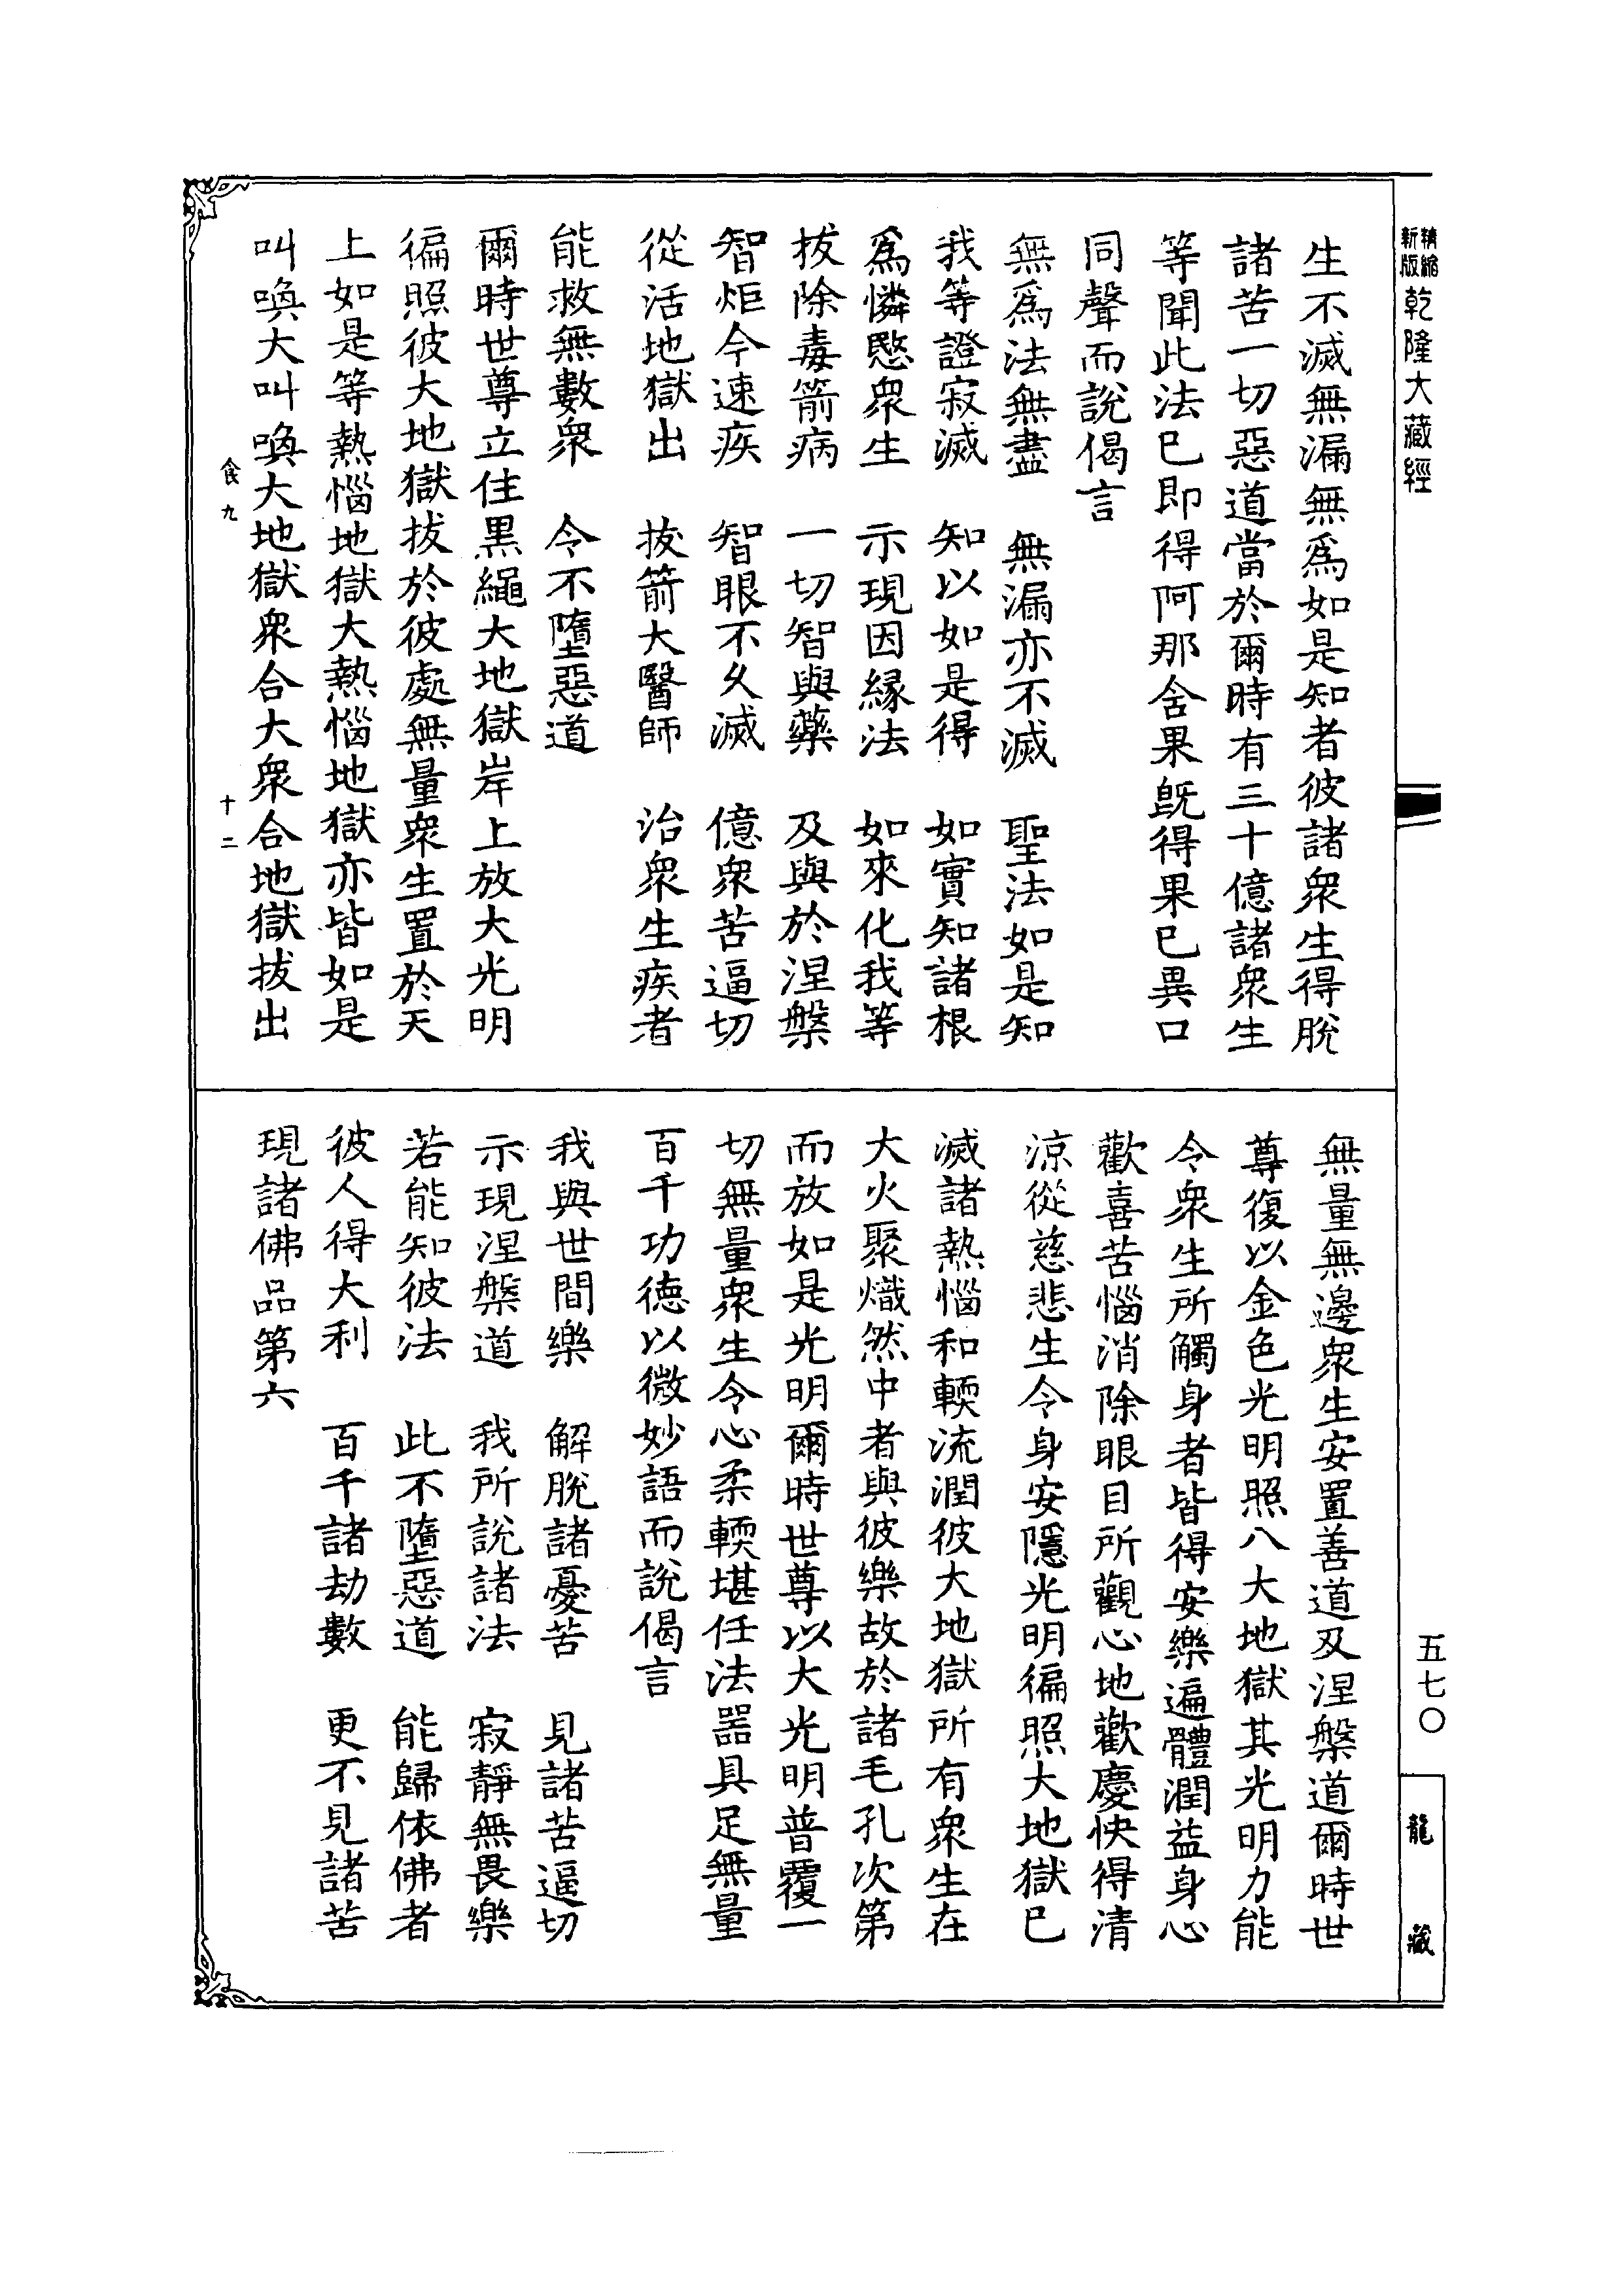 精縮
新版
乾隆大藏經
五七〇
龍藏
生不滅無漏無爲如是知者彼諸衆生得脫
諸苦一切惡道當於爾時有三十億諸衆生
等聞此法已即得阿那舍果旣得果已異口
同聲而說偈言
無爲法無盡　無漏亦不滅　聖法如是知
我等證寂滅　知以如是得　如實知諸根
爲憐愍衆生　示現因緣法　如來化我等
拔除毒箭病　一切智與藥　及與於涅槃
智炬今速疾　智眼不久滅　億衆苦逼切
從活地獄出　拔箭大醫師　治衆生疾者
能救無數衆　令不墮惡道
爾時世尊立住黑繩大地獄岸上放大光明
徧照彼大地獄拔於彼處無量衆生置於天
上如是等熱惱地獄大熱惱地獄亦皆如是
叫喚大叫喚大地獄衆合大衆合地獄拔出
食九　十二
無量無邊衆生安置善道及涅槃道爾時世
尊復以金色光明照八大地獄其光明力能
令衆生所觸身者皆得安樂遍體潤益身心
歡喜苦惱消除眼目所觀心地歡慶快得清
涼從慈悲生令身安隱光明徧照大地獄已
滅諸熱惱和輭流潤彼大地獄所有衆生在
大火聚熾然中者與彼樂故於諸毛孔次第
而放如是光明爾時世尊以大光明普覆一
切無量衆生令心柔輭堪任法器具足無量
百千功德以微妙語而說偈言
我與世間樂　解脫諸憂苦　見諸苦逼切
示現涅槃道　我所說諸法　寂靜無畏樂
若能知彼法　此不墮惡道　能歸依佛者
彼人得大利　百千諸劫數　更不見諸苦
現諸佛品第六